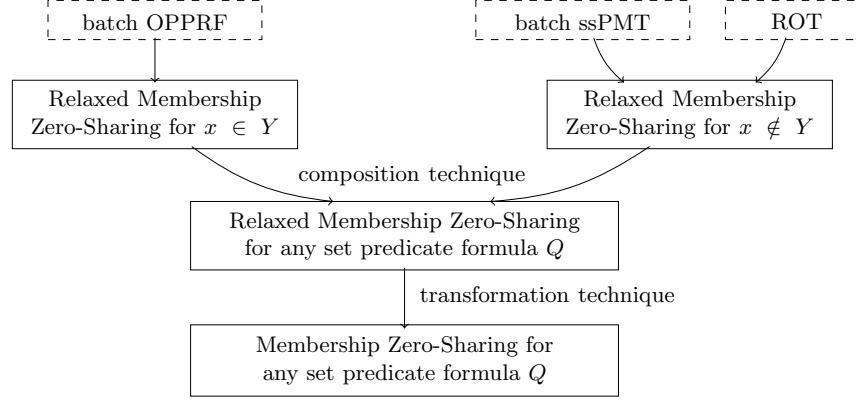 batch OPPRF
batch ssPMT
ROT
Relaxed Membership
Zero-Sharing for x ∈ Y
Relaxed Membership
Zero-Sharing for x ∉ Y
composition technique
Relaxed Membership Zero-Sharing
for any set predicate formula Q
transformation technique
Membership Zero-Sharing for
any set predicate formula Q